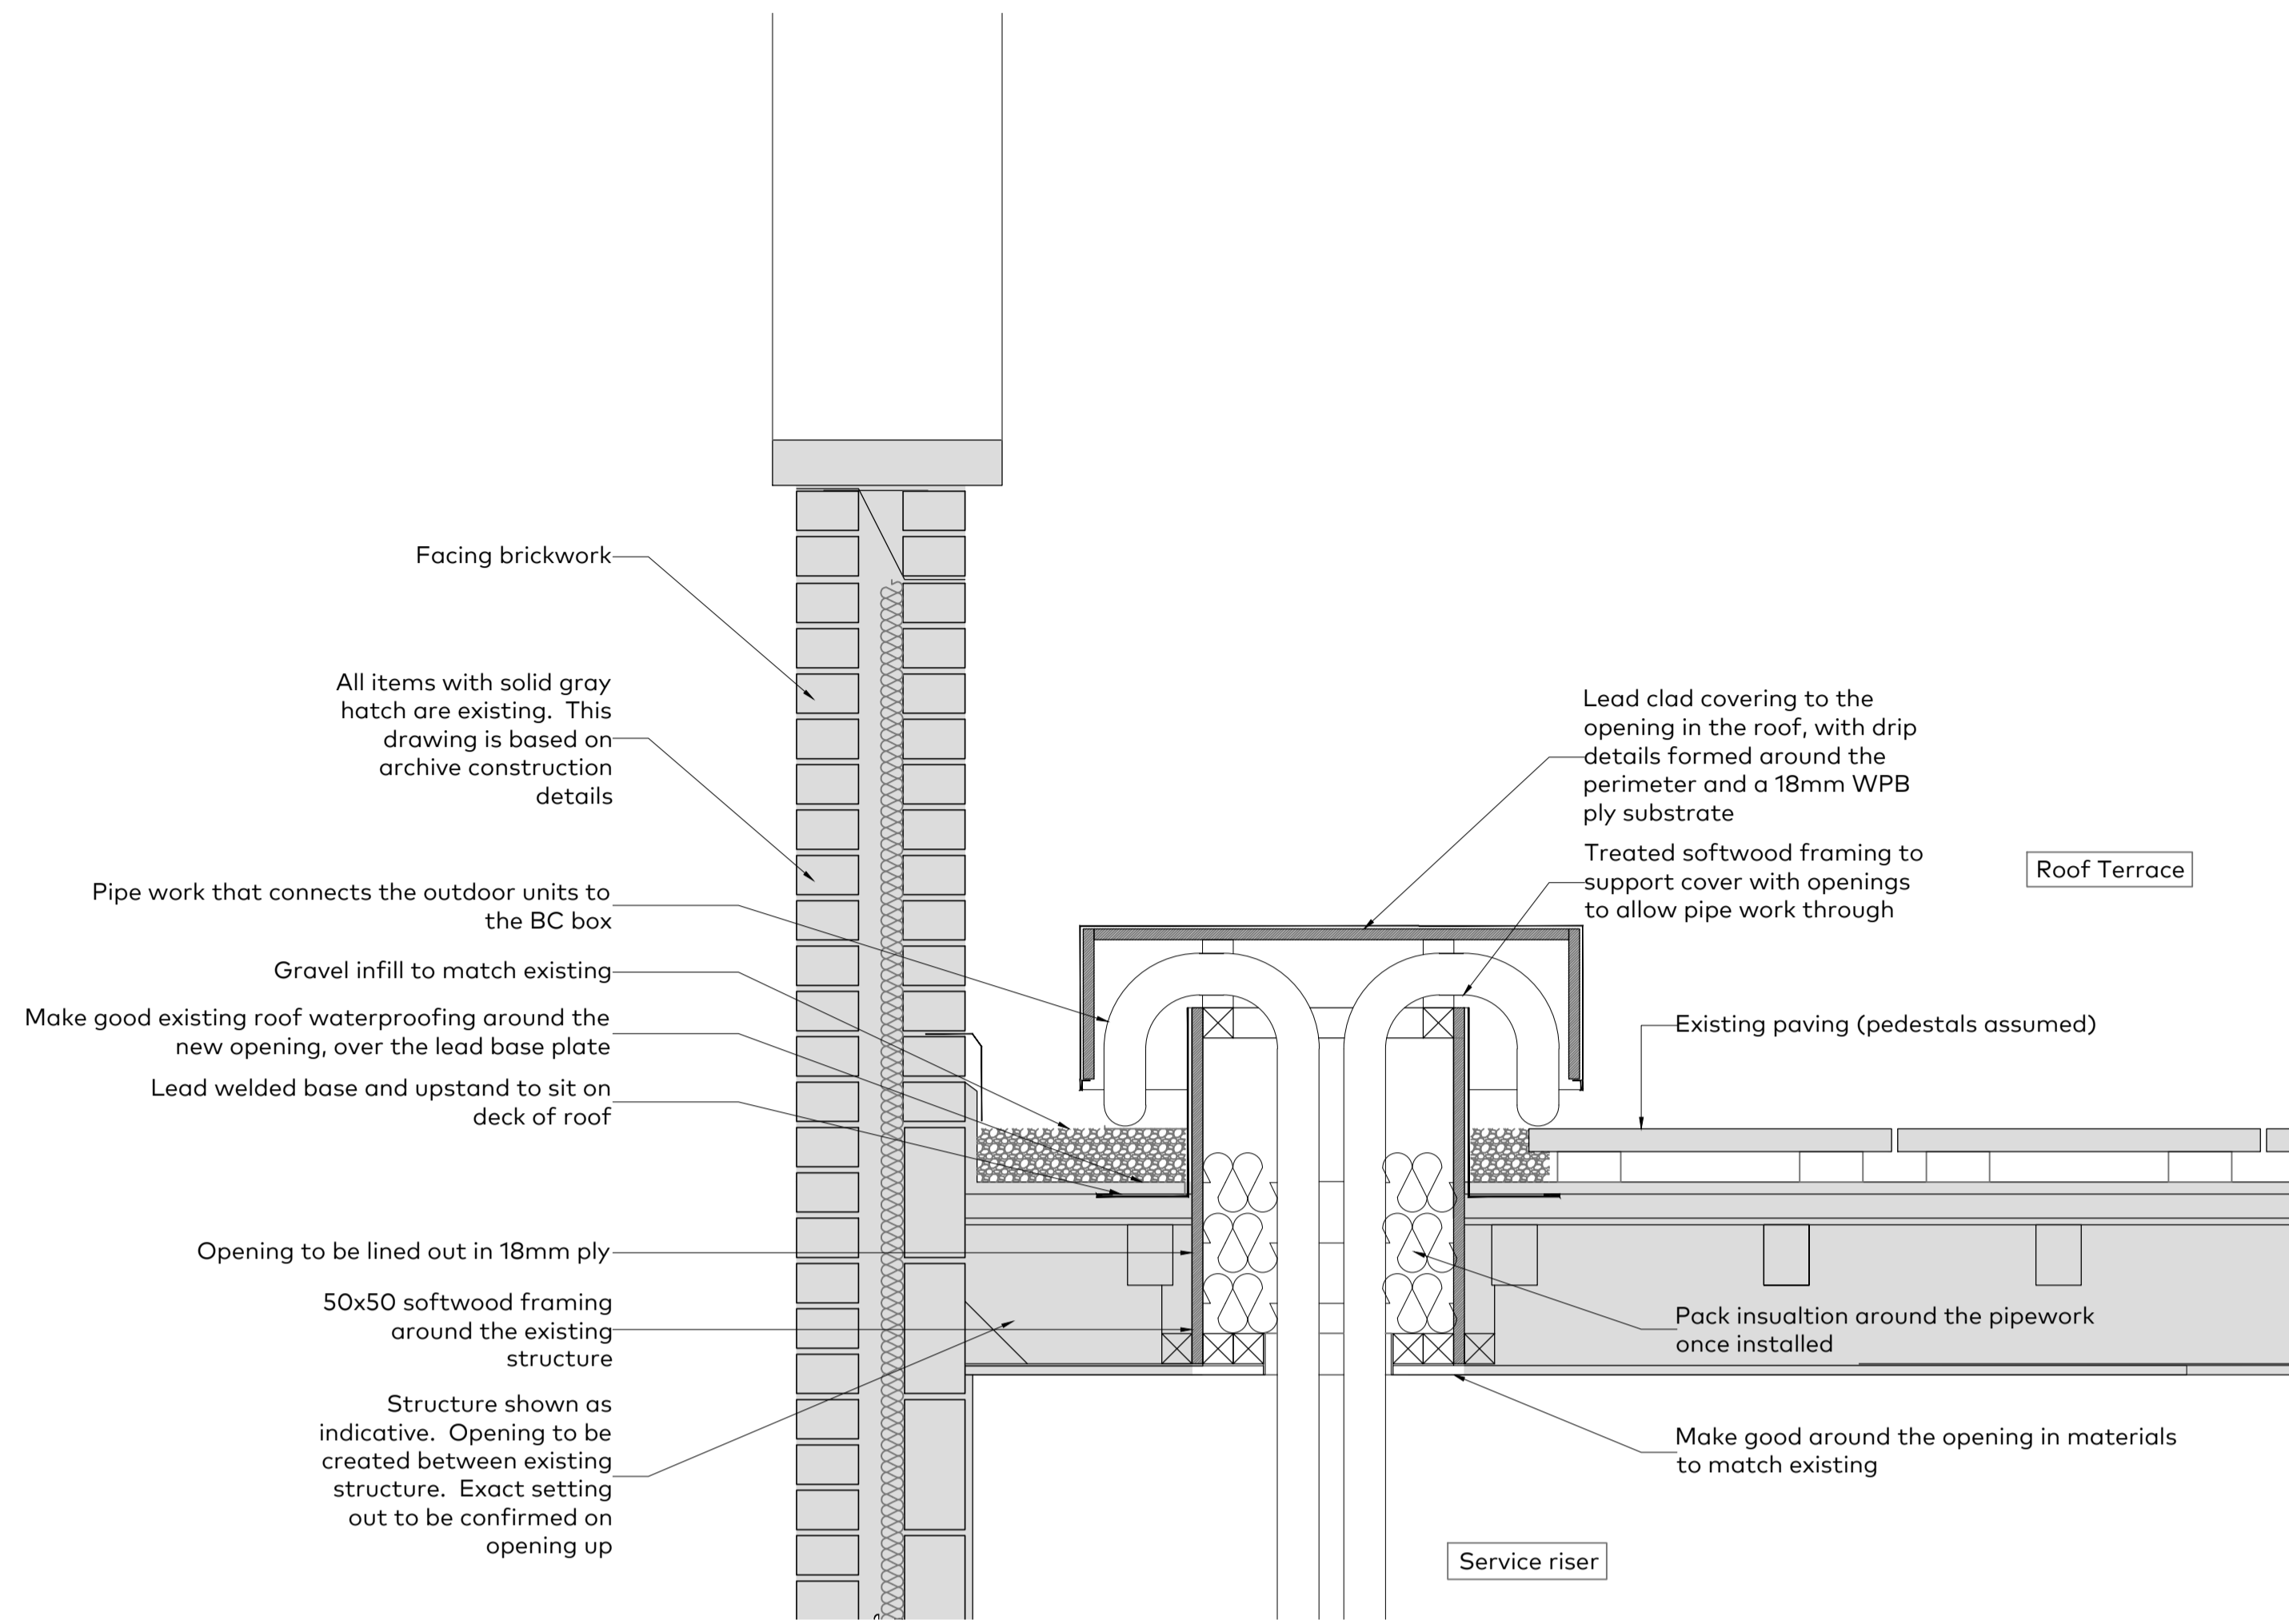 Facing brickwork
All items with solid gray
hatch are existing. This
drawing is based on
archive construction
details
Pipe work that connects the outdoor units to
the BC box
Gravel infill to match existing
Make good existing roof waterproofing around the
new opening, over the lead base plate
Lead welded base and upstand to sit on
deck of roof
Opening to be lined out in 18mm ply
50x50 softwood framing
around the existing
structure
Structure shown as
indicative. Opening to be
created between existing
structure. Exact setting
out to be confirmed on
opening up
Lead clad covering to the
opening in the roof, with drip
details formed around the
perimeter and a 18mm WPB
ply substrate
Treated softwood framing to
support cover with openings
to allow pipe work through
Roof Terrace
Existing paving (pedestals assumed)
Pack insualtion around the pipework
once installed
Make good around the opening in materials
to match existing
Service riser